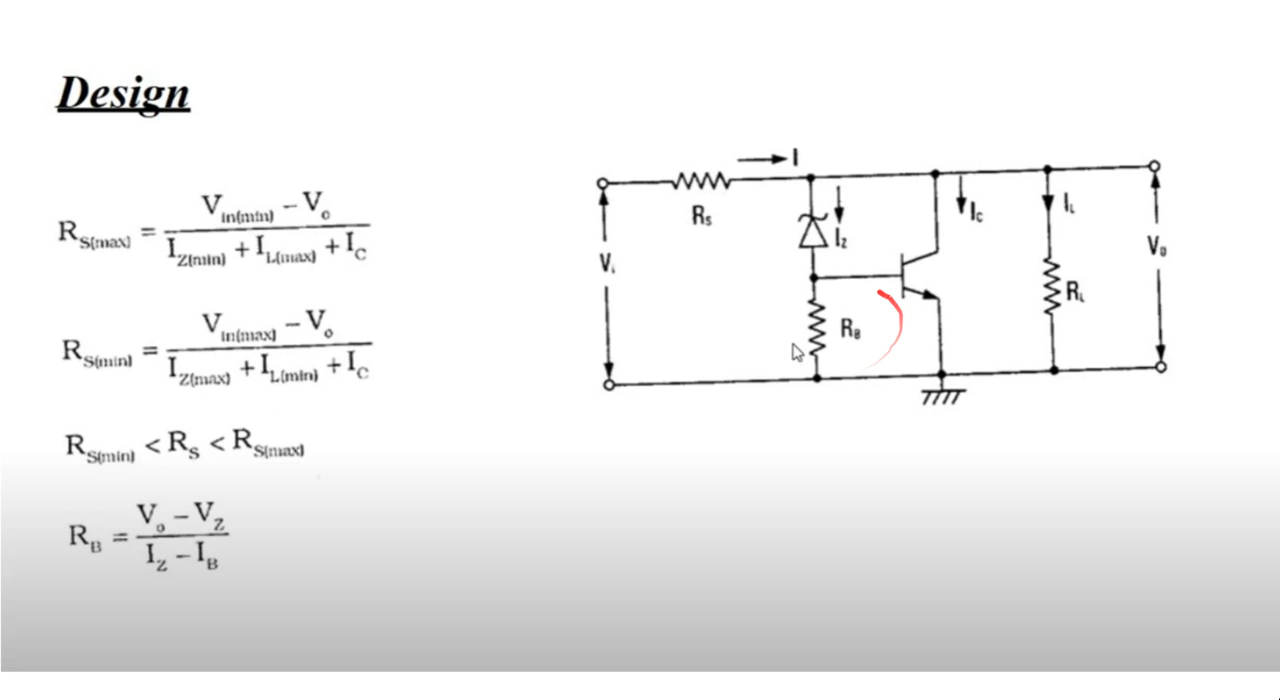 Design
R_S(max) = (V_in(min) − V_o) / (I_Z(min) + I_L(max) + I_C)
R_S(min) = (V_in(max) − V_o) / (I_Z(max) + I_L(min) + I_C)
R_S(min) < R_S < R_S(max)
R_B = (V_o − V_Z) / (I_Z − I_B)
I
R_s
I_Z
I_c
I_L
V_i
V_o
R_B
R_L